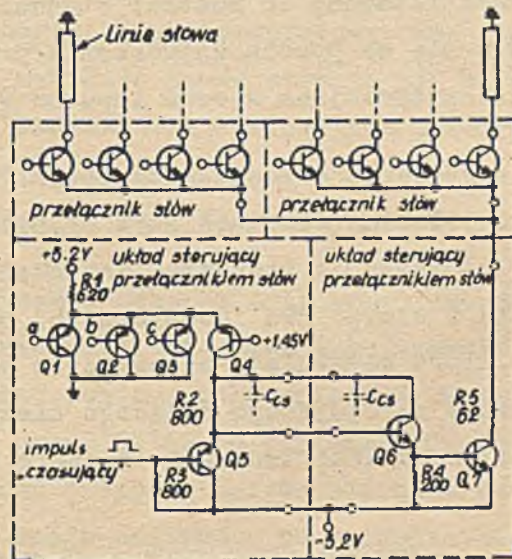 Linie słowa
przełącznik słów
przełącznik słów
+5.2V
układ sterujący
przełącznikiem słów
układ sterujący
przełącznikiem słów
R1
620
a
b
c
+1,45V
Q1
Q2
Q3
Q4
R2
800
Ccs
Ccs
R5
62
impuls
„czasujący”
R3
800
Q5
Q6
R4
200
Q7
-5,2V